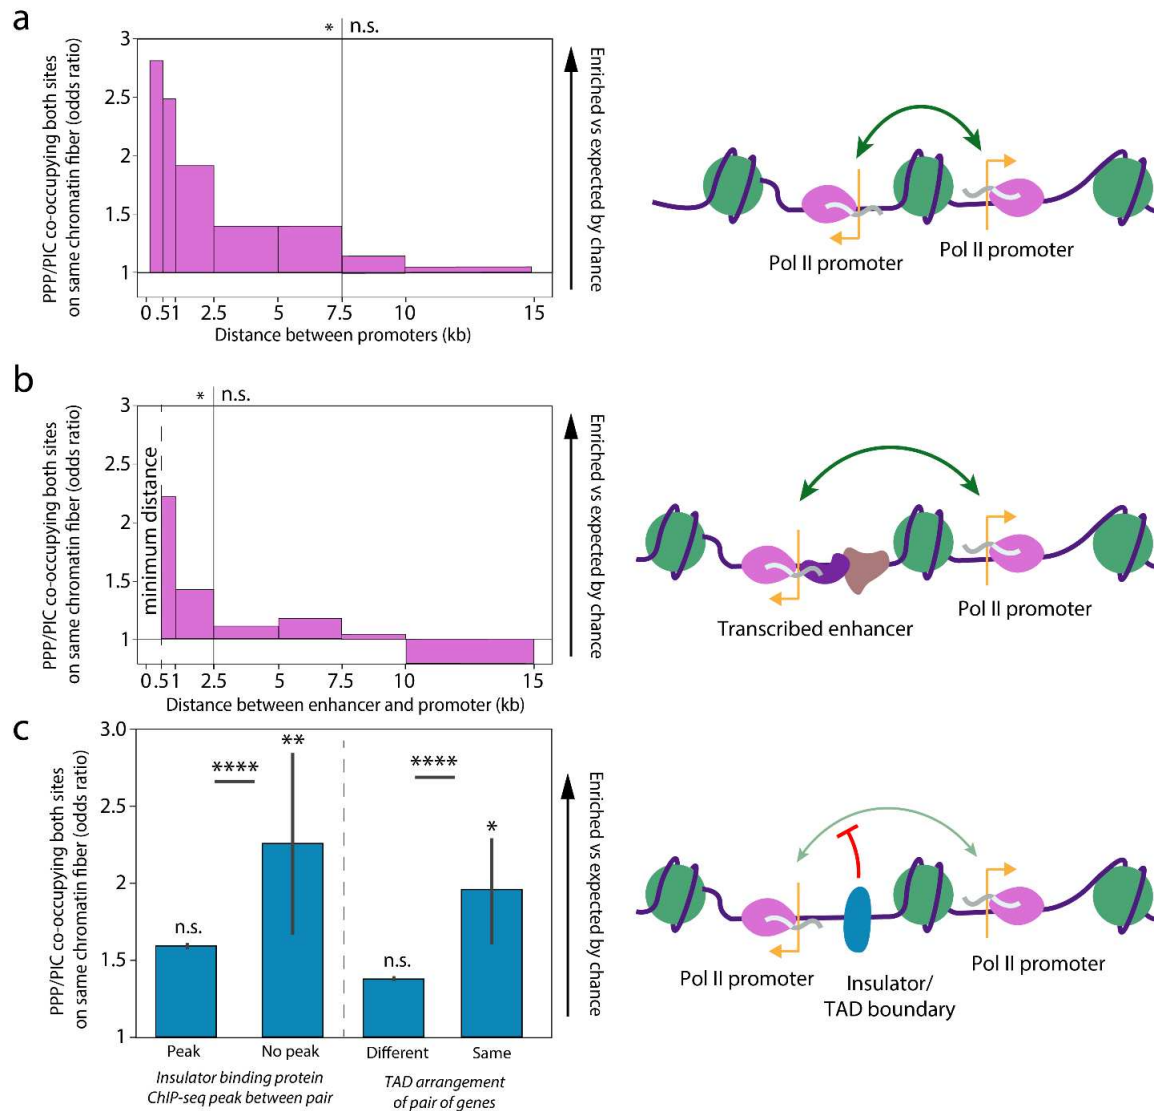 a
* n.s.
PPP/PIC co-occupying both sites
on same chromatin fiber (odds ratio)
3
2.5
2
1.5
1
0 .5 1 2.5 5 7.5 10 15
Distance between promoters (kb)
Enriched vs expected by chance
Pol II promoter
Pol II promoter
b
* n.s.
PPP/PIC co-occupying both sites
on same chromatin fiber (odds ratio)
3
2.5
2
1.5
1
minimum distance
0 .5 1 2.5 5 7.5 10 15
Distance between enhancer and promoter (kb)
Enriched vs expected by chance
Transcribed enhancer
Pol II promoter
c
PPP/PIC co-occupying both sites
on same chromatin fiber (odds ratio)
3.0
2.5
2
1.5
1
n.s.
****
**
n.s.
****
*
Peak No peak Different Same
Insulator binding protein
ChIP-seq peak between pair
TAD arrangement
of pair of genes
Enriched vs expected by chance
Pol II promoter
Insulator/
TAD boundary
Pol II promoter